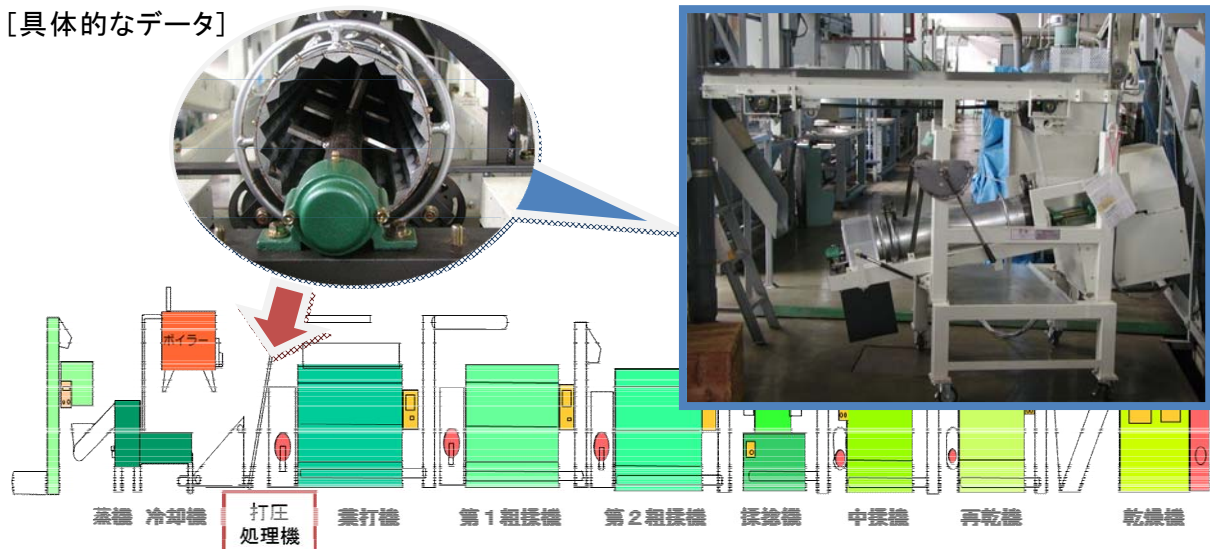 [具体的なデータ]
ボイラー
蒸機 冷却機 打圧 葉打機 第1粗揉機 第2粗揉機 揉捻機 中揉機 再乾機 乾燥機
処理機